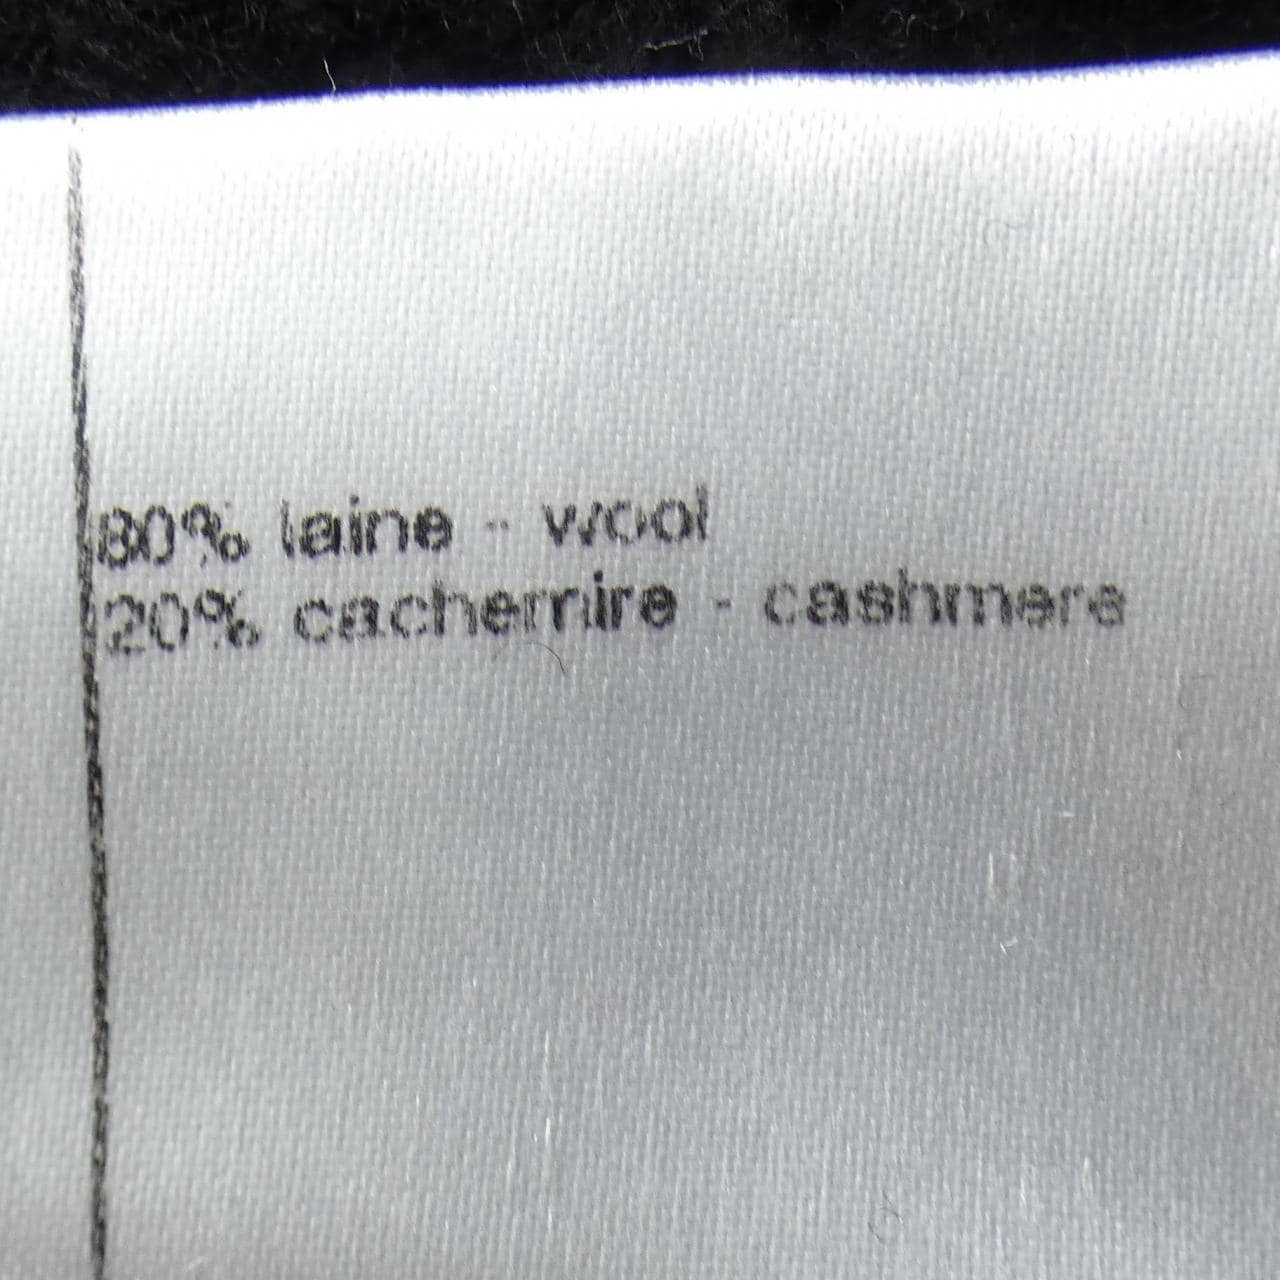 80% laine - wool
20% cachemire - cashmere